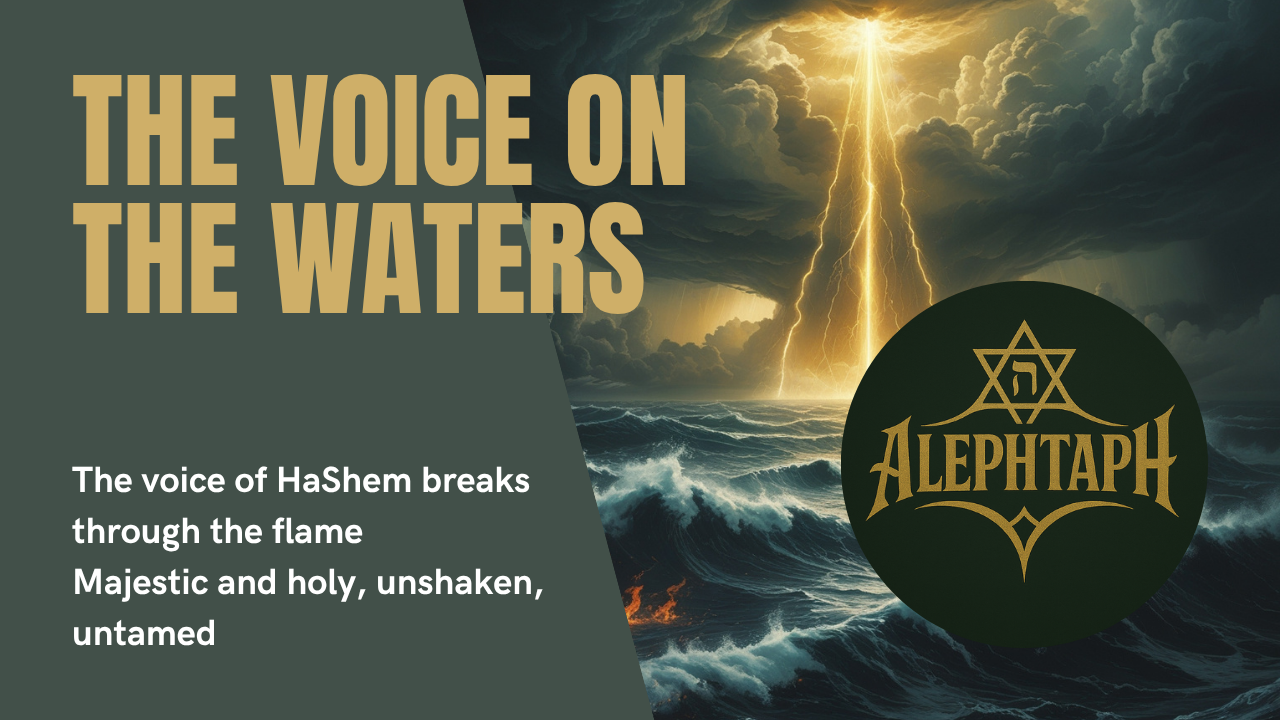 THE VOICE ON
THE WATERS
The voice of HaShem breaks
through the flame
Majestic and holy, unshaken,
untamed
ה
ALEPHTAPH